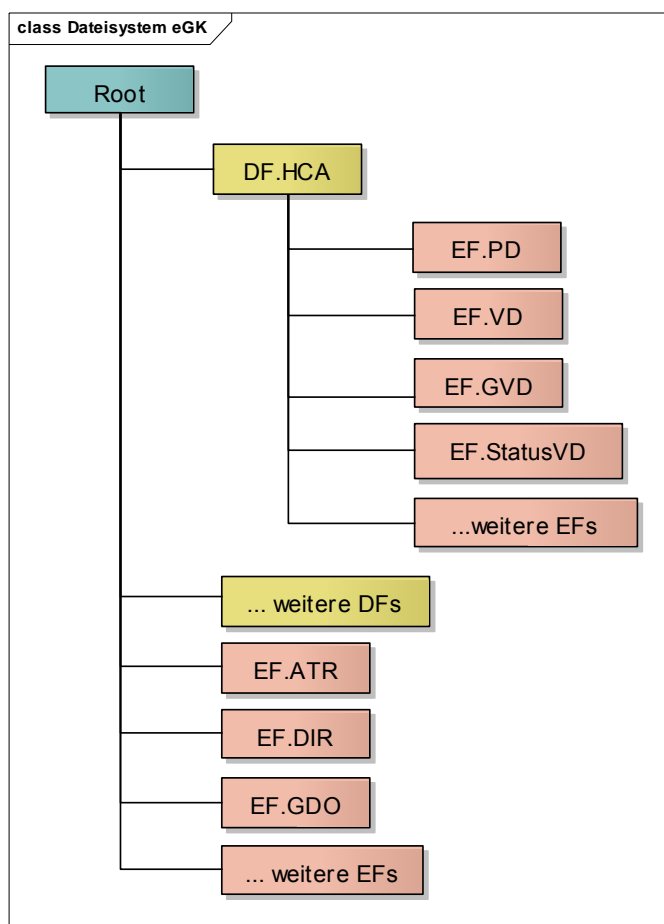 class Dateisystem eGK
Root
DF.HCA
EF.PD
EF.VD
EF.GVD
EF.StatusVD
...weitere EFs
... weitere DFs
EF.ATR
EF.DIR
EF.GDO
... weitere EFs